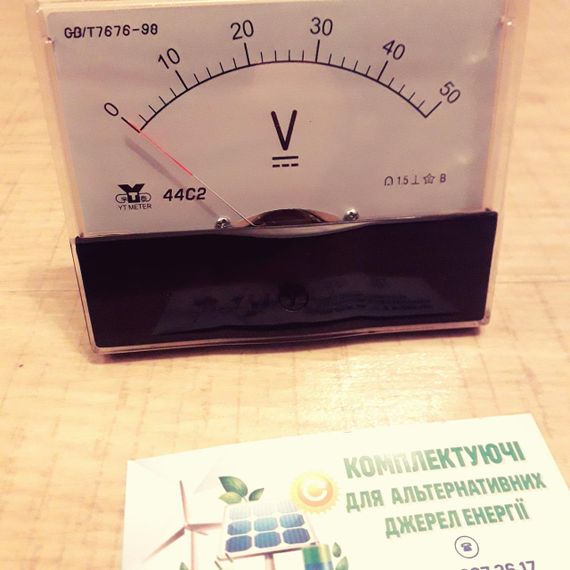 GB/T7676-98
0 10 20 30 40 50
V
YTB
YT METER
44C2
1.5 ⊥ ☆ B
КОМПЛЕКТУЮЧІ
ДЛЯ АЛЬТЕРНАТИВНИХ
ДЖЕРЕЛ ЕНЕРГІЇ